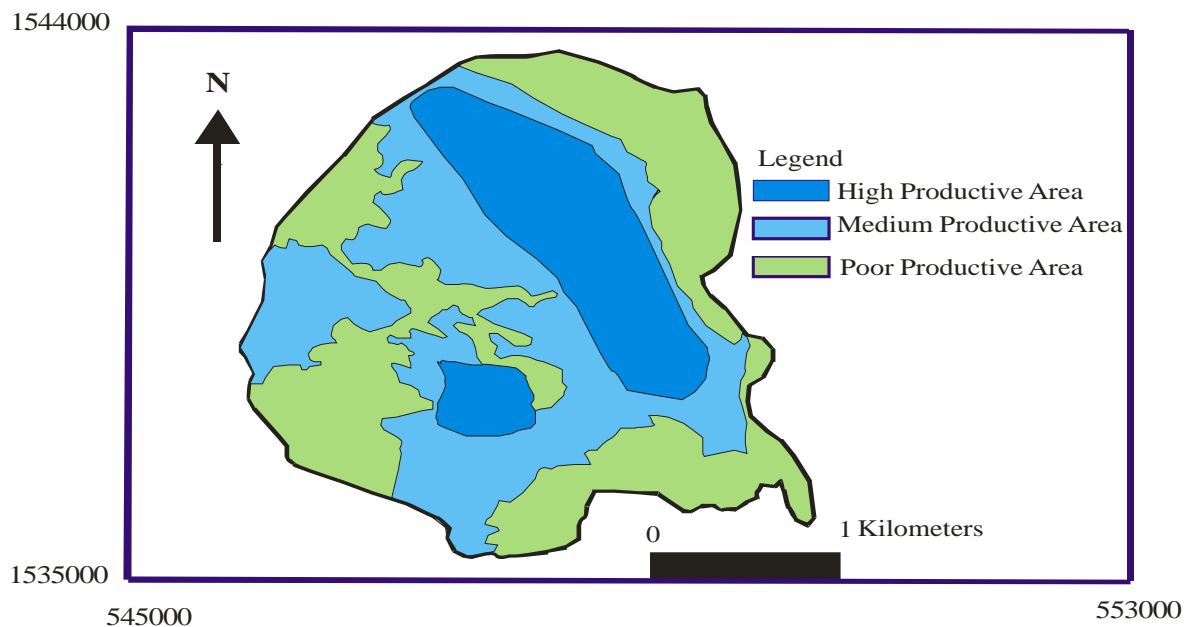 1544000
N
Legend
High Productive Area
Medium Productive Area
Poor Productive Area
0
1 Kilometers
1535000
545000
553000